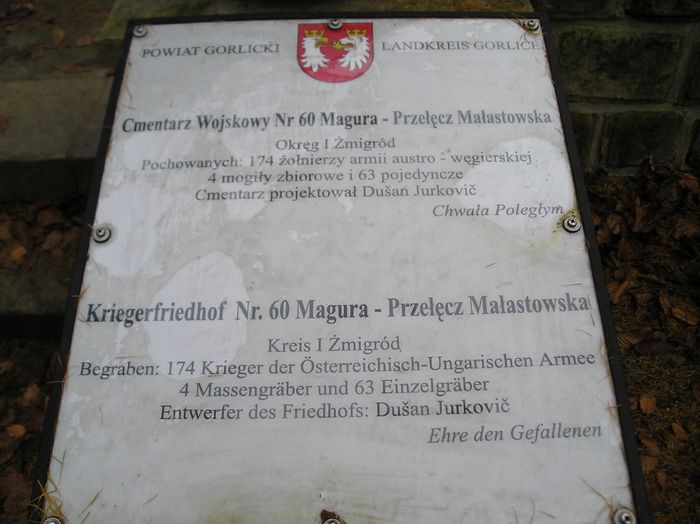 POWIAT GORLICKI LANDKREIS GORLICE
Cmentarz Wojskowy Nr 60 Magura - Przełęcz Małastowska
Okręg I Żmigród
Pochowanych: 174 żołnierzy armii austro - węgierskiej
4 mogiły zbiorowe i 63 pojedyncze
Cmentarz projektował Dušan Jurkovič
Chwała Poległym
Kriegerfriedhof Nr. 60 Magura - Przełęcz Małastowska
Kreis I Żmigród
Begraben: 174 Krieger der Österreichisch-Ungarischen Armee
4 Massengräber und 63 Einzelgräber
Entwerfer des Friedhofs: Dušan Jurkovič
Ehre den Gefallenen